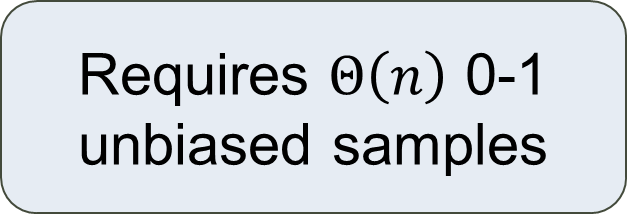 Requires Θ(𝑛) 0-1
unbiased samples